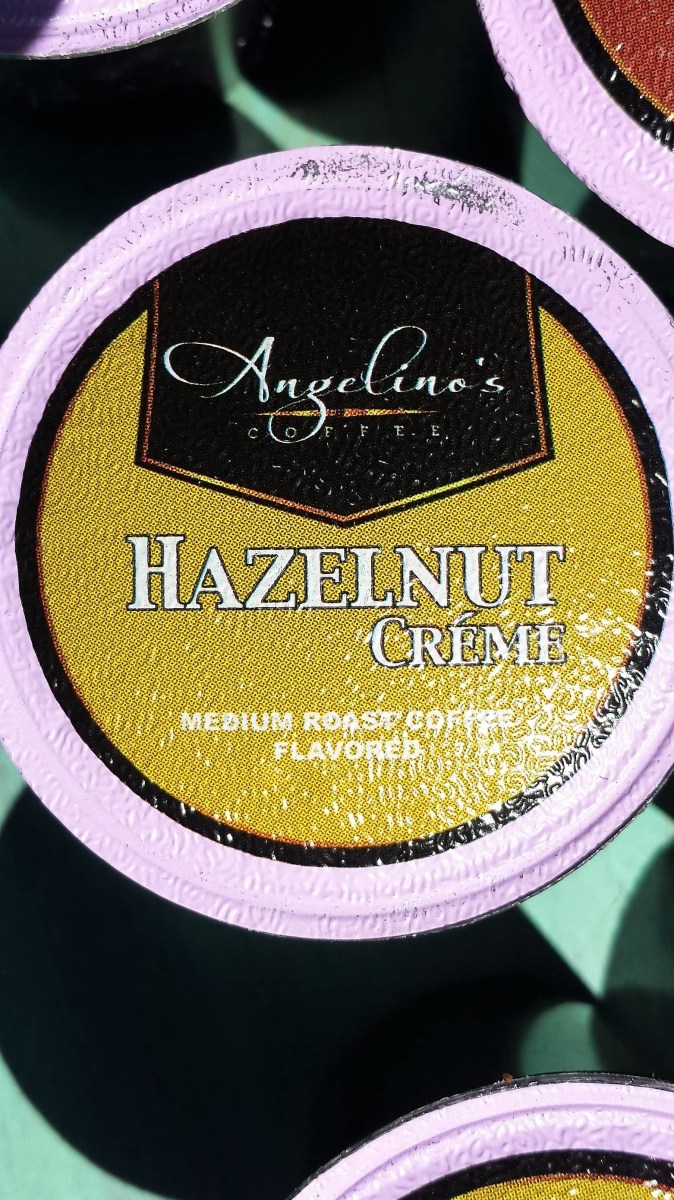 Angelino's
COFFEE
HAZELNUT
CRÉME
MEDIUM ROAST COFFEE
FLAVORED